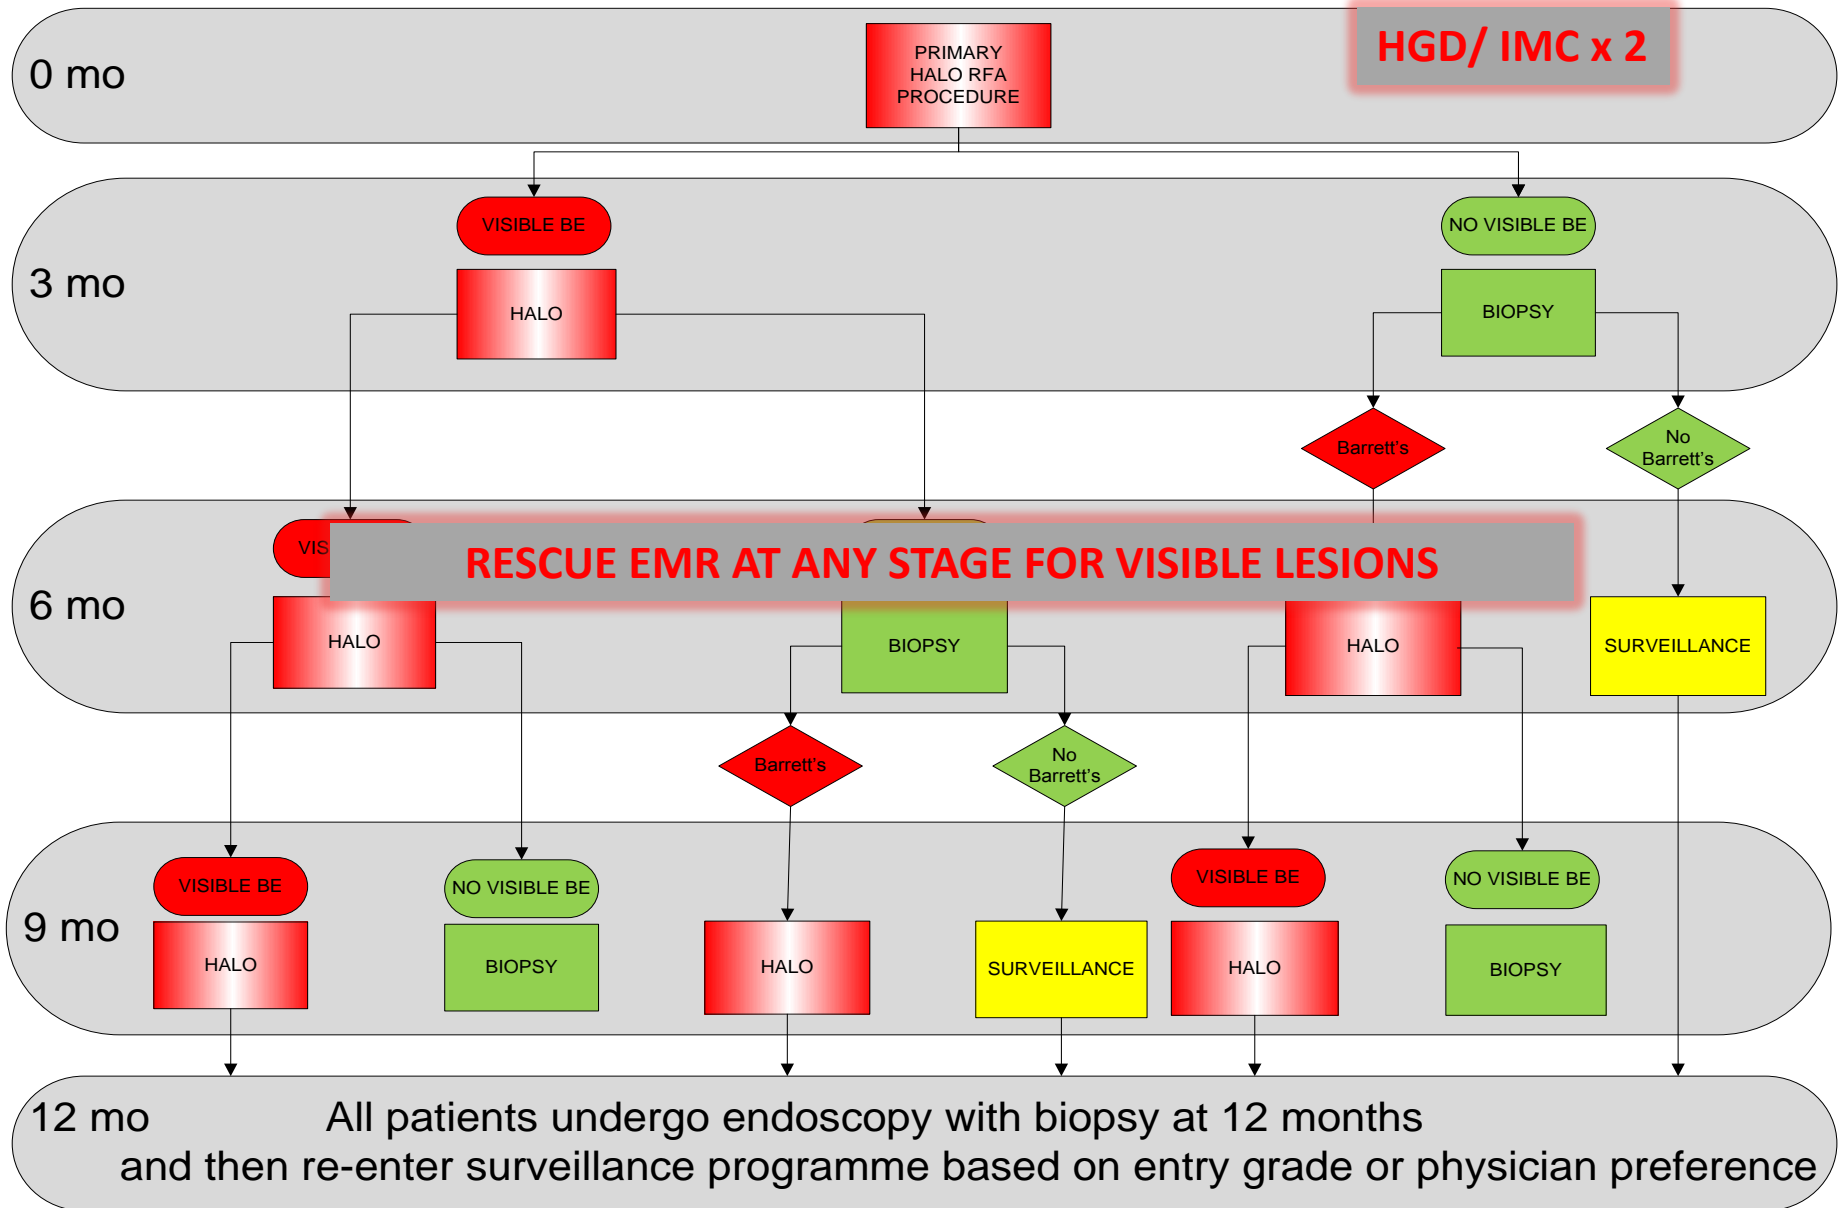 HGD/ IMC x 2
0 mo
PRIMARY
HALO RFA
PROCEDURE
VISIBLE BE
NO VISIBLE BE
3 mo
HALO
BIOPSY
Barrett's
No
Barrett's
RESCUE EMR AT ANY STAGE FOR VISIBLE LESIONS
6 mo
HALO
BIOPSY
HALO
SURVEILLANCE
Barrett's
No
Barrett's
VISIBLE BE
NO VISIBLE BE
VISIBLE BE
NO VISIBLE BE
9 mo
HALO
BIOPSY
HALO
SURVEILLANCE
HALO
BIOPSY
12 mo
All patients undergo endoscopy with biopsy at 12 months
and then re-enter surveillance programme based on entry grade or physician preference